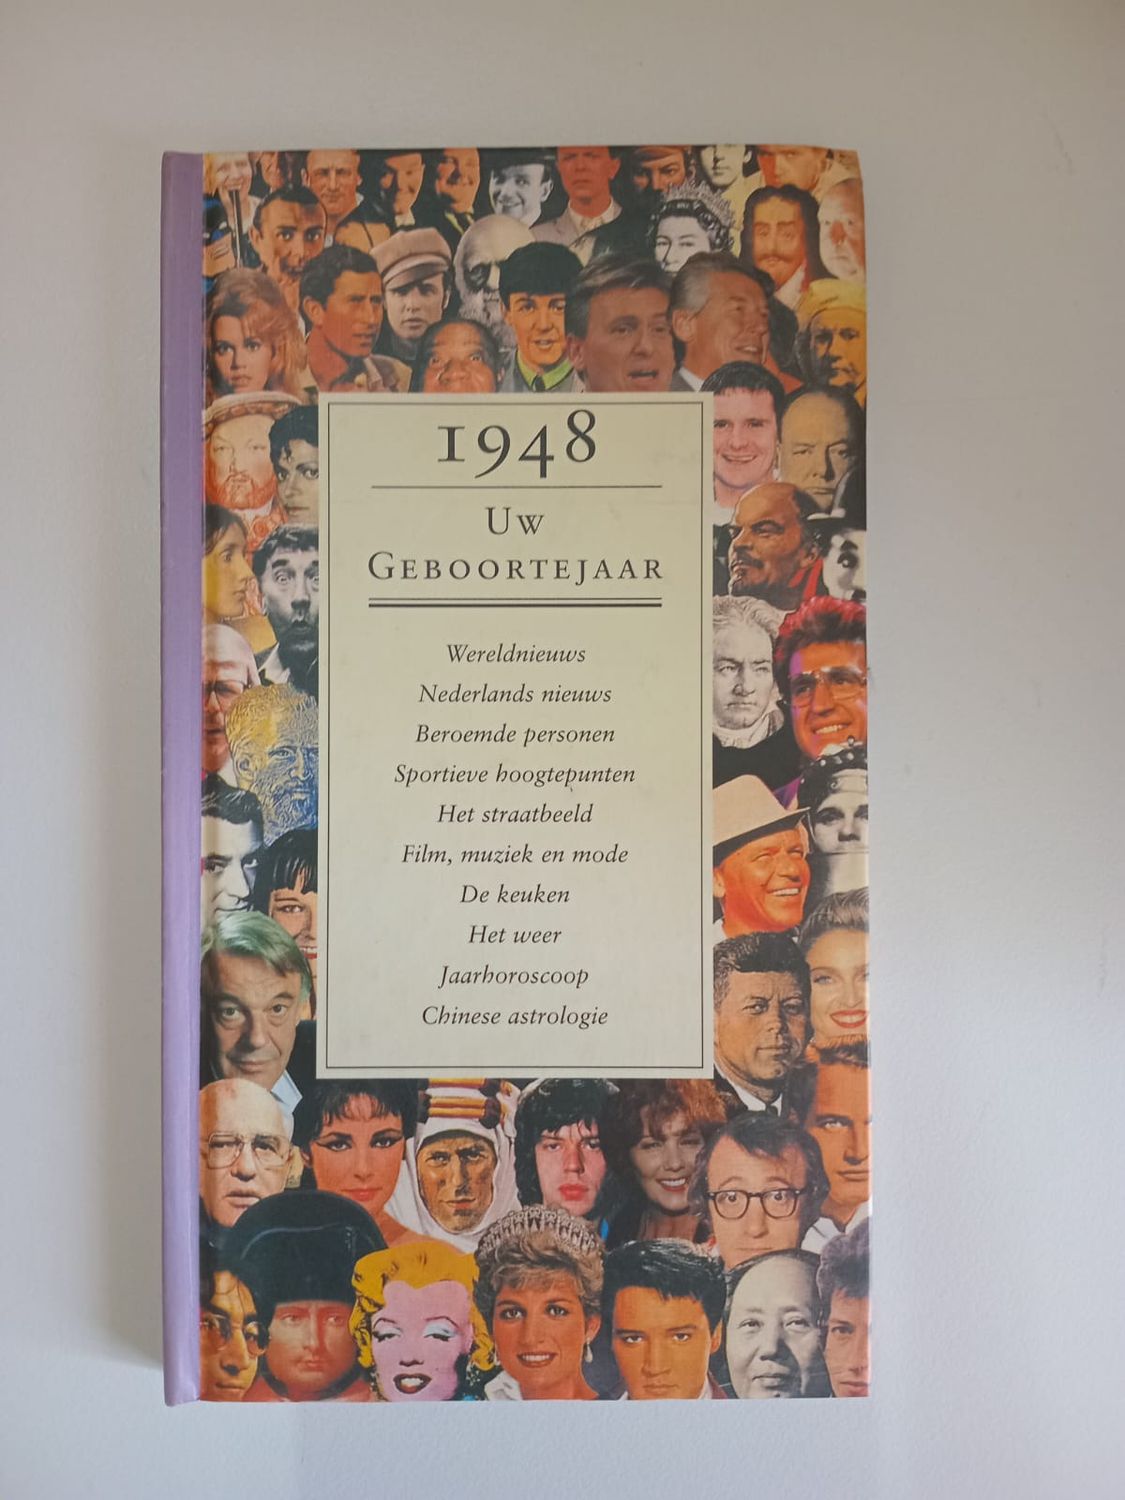 1948
Uw
Geboortejaar
Wereldnieuws
Nederlands nieuws
Beroemde personen
Sportieve hoogtepunten
Het straatbeeld
Film, muziek en mode
De keuken
Het weer
Jaarhoroscoop
Chinese astrologie